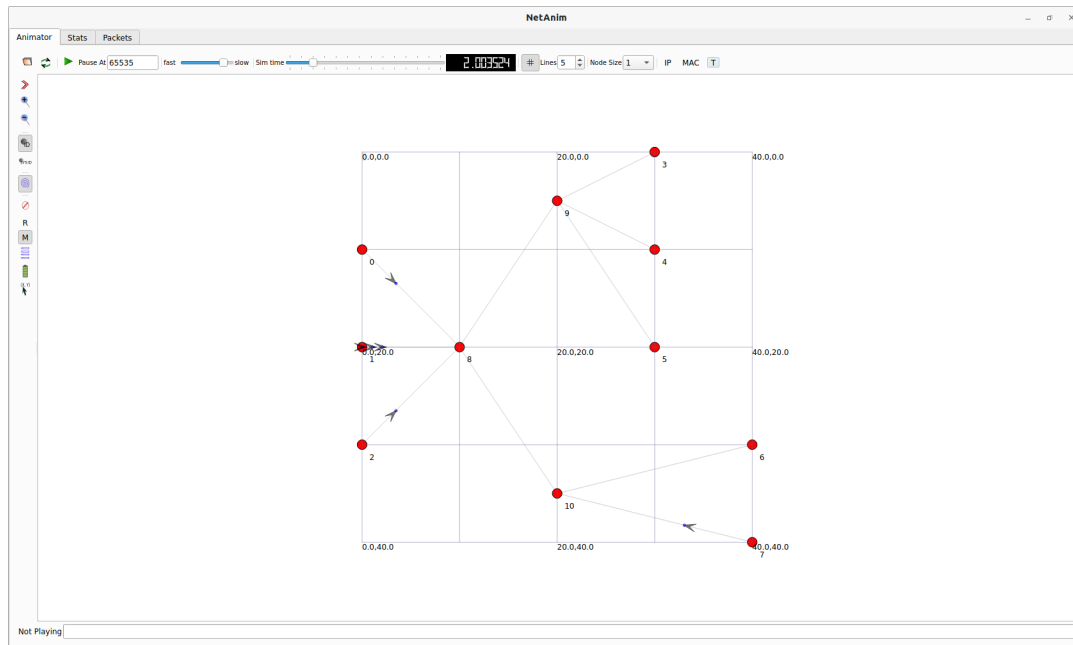 NetAnim
Animator Stats Packets
Pause At 65535 fast slow Sim time 2.003524 # Lines 5 Node Size 1 IP MAC T
ID
R
M
0.0,0.0 20.0,0.0 40.0,0.0
3
9
0 4
0.0,20.0 20.0,20.0 40.0,20.0
1 8 5
2 6
10
0.0,40.0 20.0,40.0 40.0,40.0
7
Not Playing